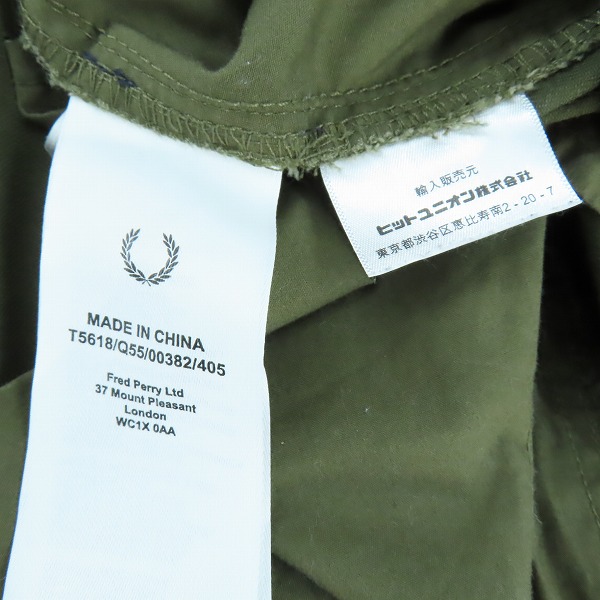 MADE IN CHINA
T5618/Q55/00382/405
Fred Perry Ltd
37 Mount Pleasant
London
WC1X 0AA
輸入販売元
ヒットユニオン株式会社
東京都渋谷区恵比寿南2-20-7